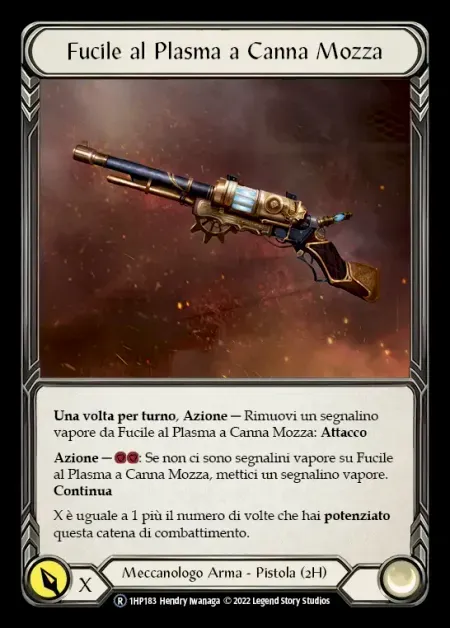 Fucile al Plasma a Canna Mozza
Una volta per turno, Azione — Rimuovi un segnalino
vapore da Fucile al Plasma a Canna Mozza: Attacco
Azione — : Se non ci sono segnalini vapore su Fucile
al Plasma a Canna Mozza, mettici un segnalino vapore.
Continua
X è uguale a 1 più il numero di volte che hai potenziato
questa catena di combattimento.
X
Meccanologo Arma - Pistola (2H)
R 1HP183 Hendry Iwanaga © 2022 Legend Story Studios